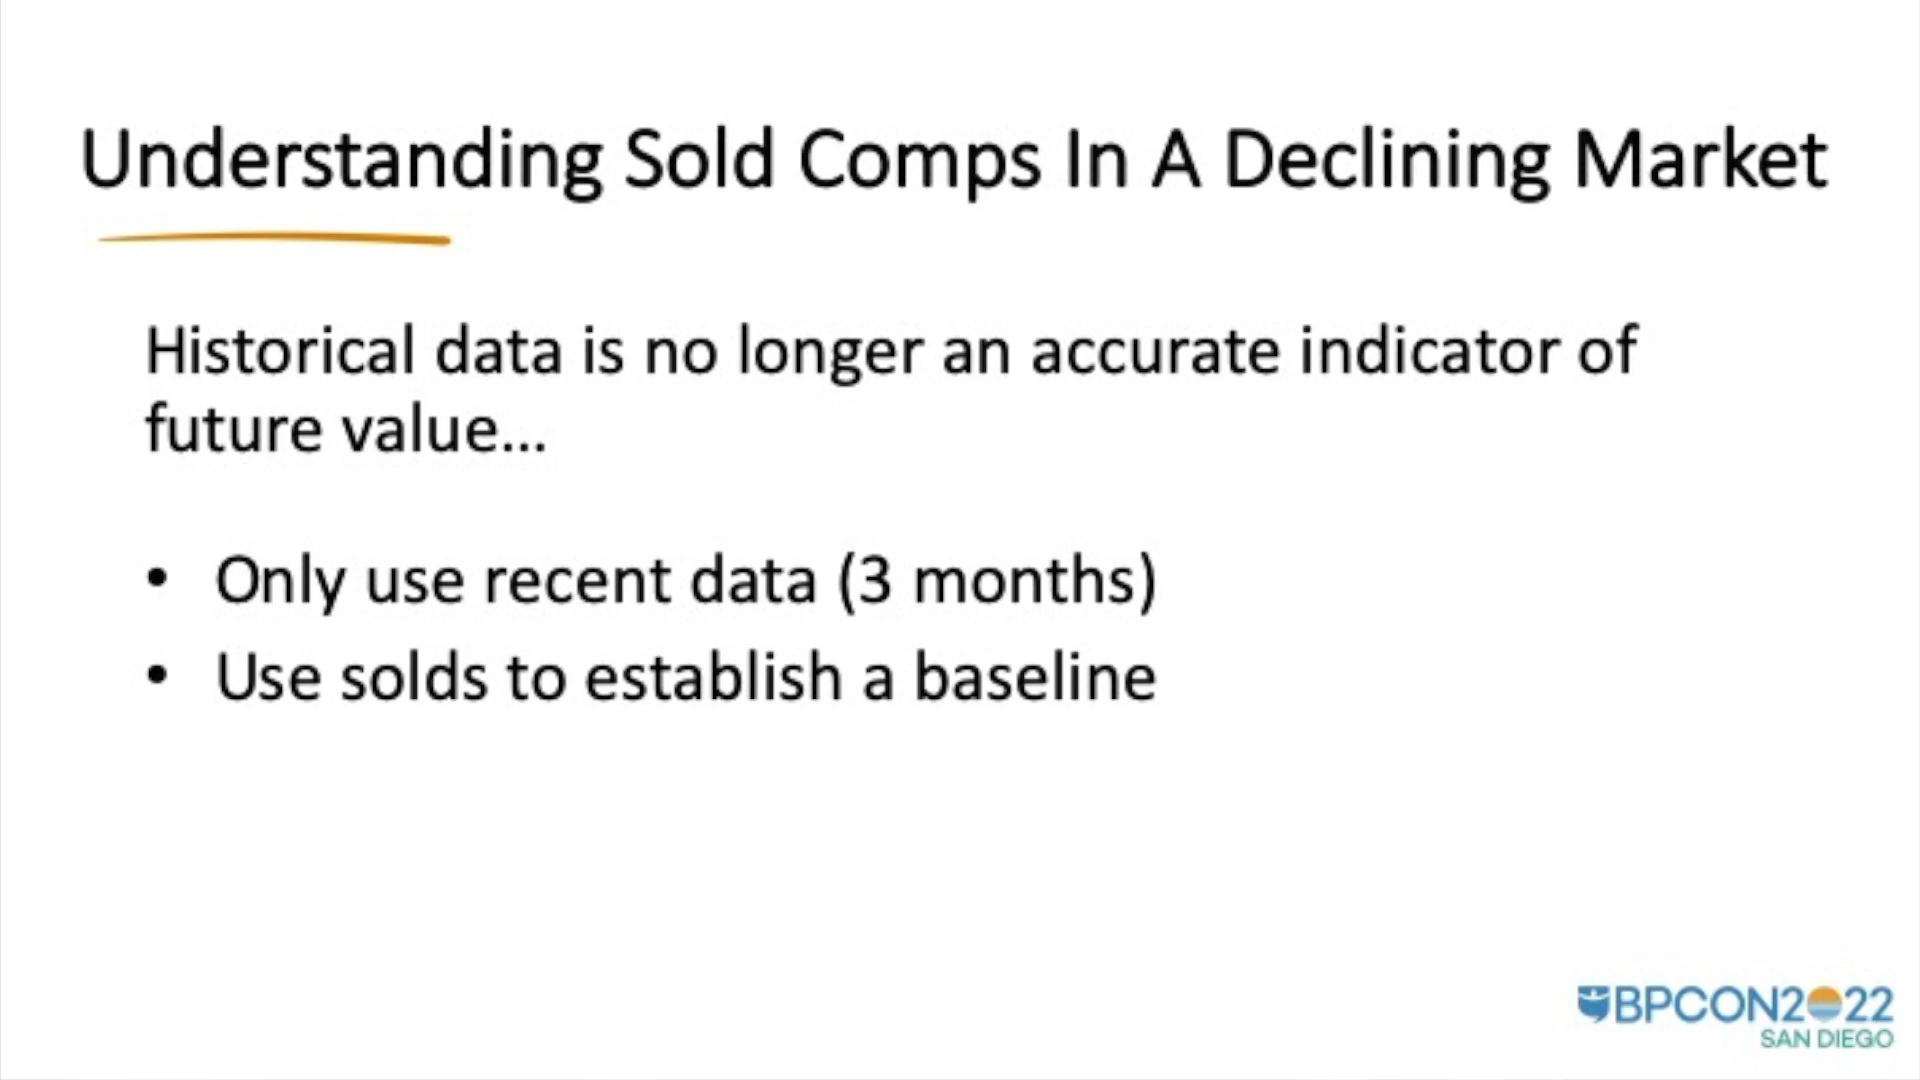 Understanding Sold Comps In A Declining Market
Historical data is no longer an accurate indicator of
future value...
• Only use recent data (3 months)
• Use solds to establish a baseline
BPCON2022
SAN DIEGO